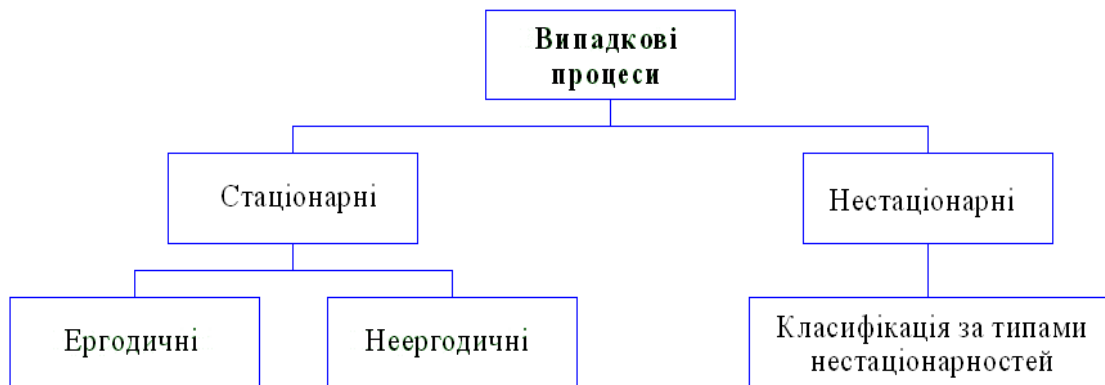 Випадкові
процеси
Стаціонарні
Нестаціонарні
Ергодичні
Неергодичні
Класифікація за типами
нестаціонарностей